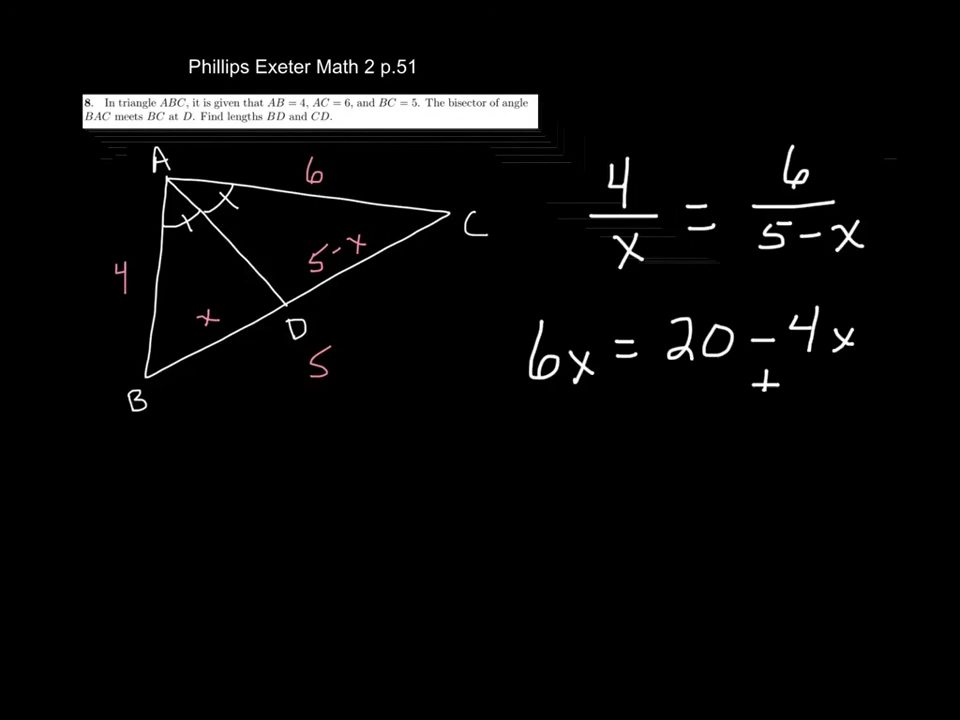 Phillips Exeter Math 2 p.51
8. In triangle ABC, it is given that AB = 4, AC = 6, and BC = 5. The bisector of angle
BAC meets BC at D. Find lengths BD and CD.
A
6
C
4
5 - x
x
D
5
B
4/x = 6/(5 - x)
6x = 20 - 4x
+